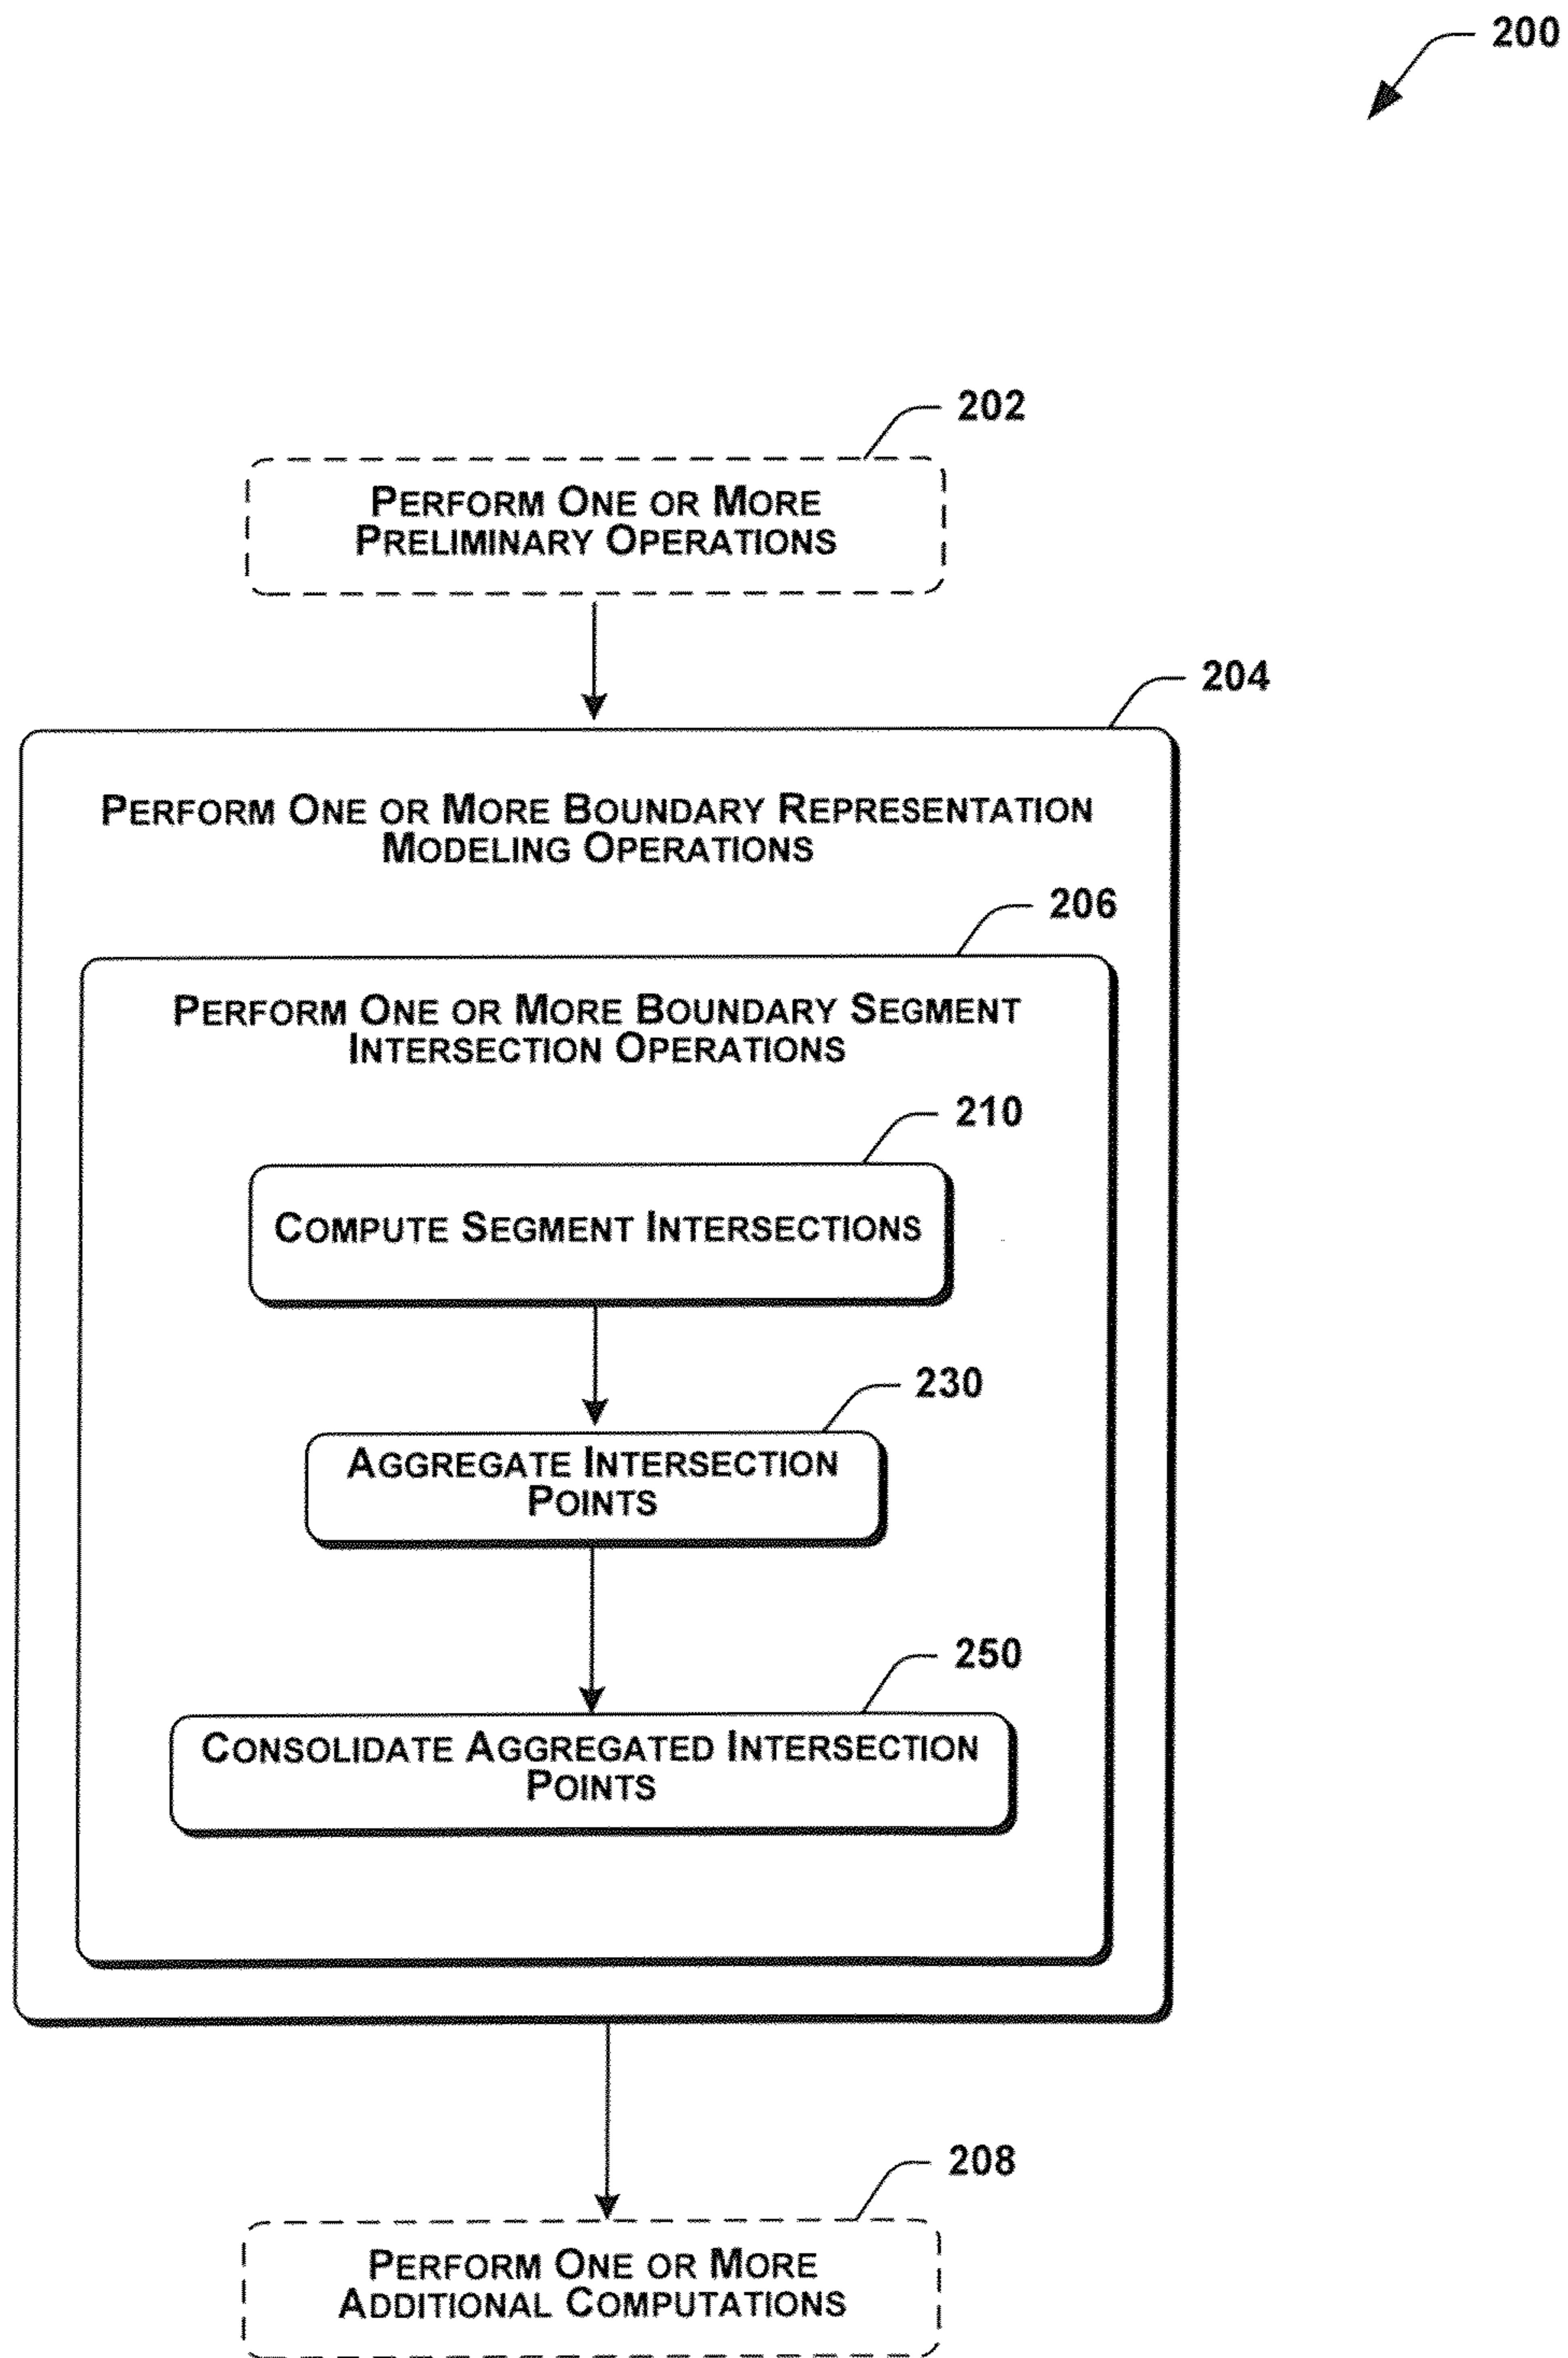 200
202
PERFORM ONE OR MORE
PRELIMINARY OPERATIONS
204
PERFORM ONE OR MORE BOUNDARY REPRESENTATION
MODELING OPERATIONS
206
PERFORM ONE OR MORE BOUNDARY SEGMENT
INTERSECTION OPERATIONS
210
COMPUTE SEGMENT INTERSECTIONS
230
AGGREGATE INTERSECTION
POINTS
250
CONSOLIDATE AGGREGATED INTERSECTION
POINTS
208
PERFORM ONE OR MORE
ADDITIONAL COMPUTATIONS